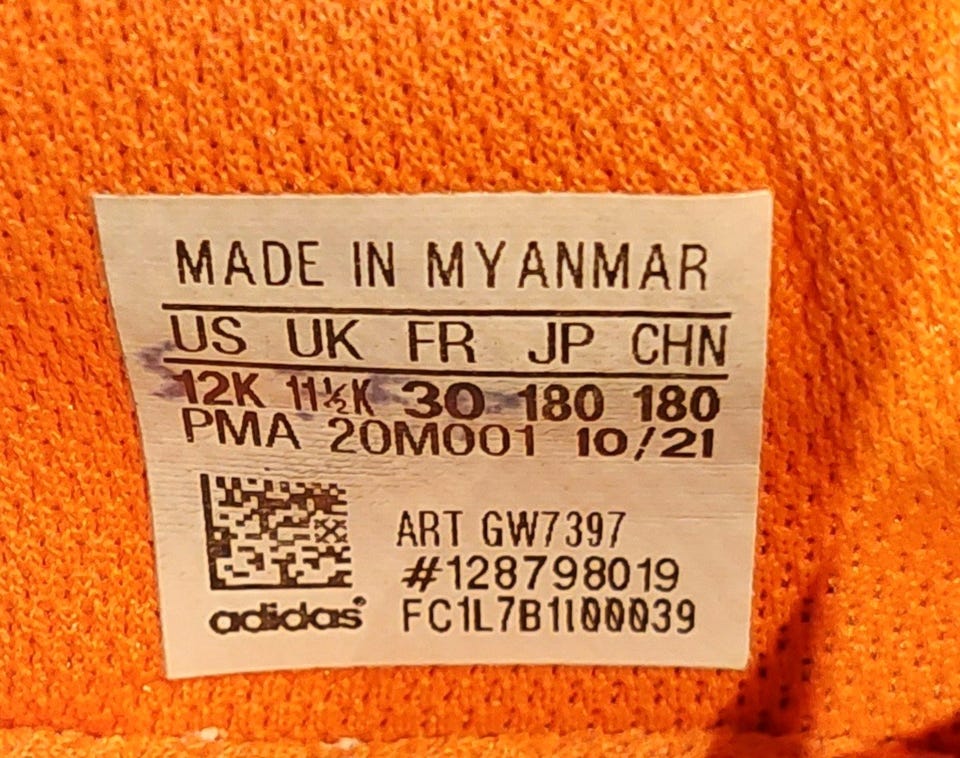 MADE IN MYANMAR
US UK FR JP CHN
12K 11½K 30 180 180
PMA 20M001 10/21
ART GW7397
#128798019
adidas® FC1L7B1I00039